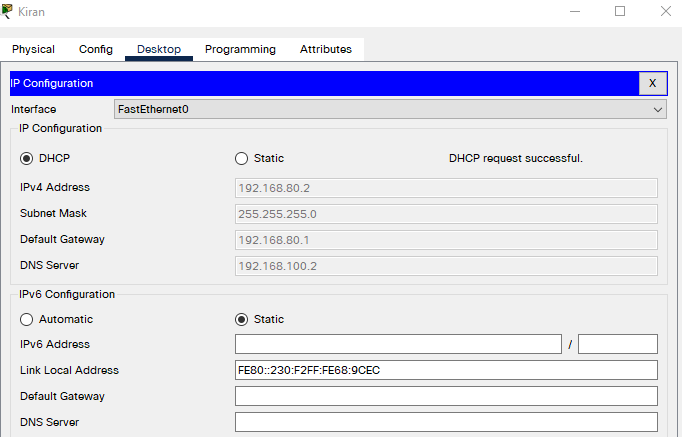 Kiran
Physical Config Desktop Programming Attributes
IP Configuration X
Interface FastEthernet0
IP Configuration
DHCP Static DHCP request successful.
IPv4 Address 192.168.80.2
Subnet Mask 255.255.255.0
Default Gateway 192.168.80.1
DNS Server 192.168.100.2
IPv6 Configuration
Automatic Static
IPv6 Address /
Link Local Address FE80::230:F2FF:FE68:9CEC
Default Gateway
DNS Server